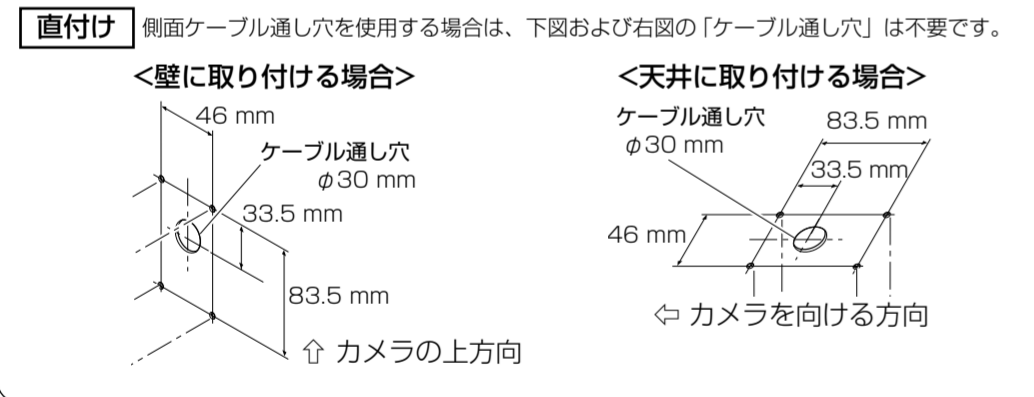 直付け 側面ケーブル通し穴を使用する場合は、下図および右図の「ケーブル通し穴」は不要です。
<壁に取り付ける場合>
46 mm
ケーブル通し穴
φ30 mm
33.5 mm
83.5 mm
⇧ カメラの上方向
<天井に取り付ける場合>
ケーブル通し穴
φ30 mm
83.5 mm
33.5 mm
46 mm
⇦ カメラを向ける方向